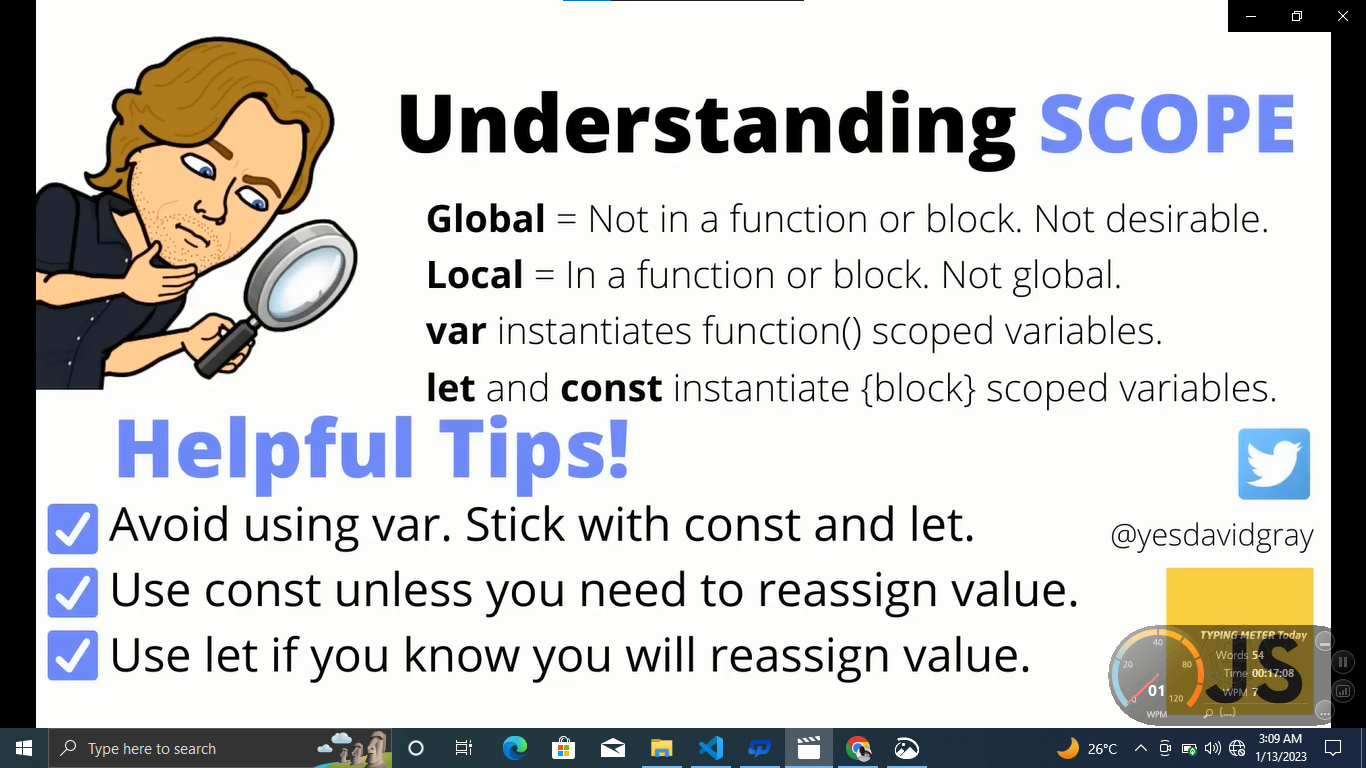 Understanding SCOPE
Global = Not in a function or block. Not desirable.
Local = In a function or block. Not global.
var instantiates function() scoped variables.
let and const instantiate {block} scoped variables.
Helpful Tips!
Avoid using var. Stick with const and let.
Use const unless you need to reassign value.
Use let if you know you will reassign value.
@yesdavidgray
JS
TYPING METER Today
Words 54
Time 00:17:08
WPM 7
0
20
40
80
120
01
WPM
(...)
Type here to search
26°C
3:09 AM
1/13/2023